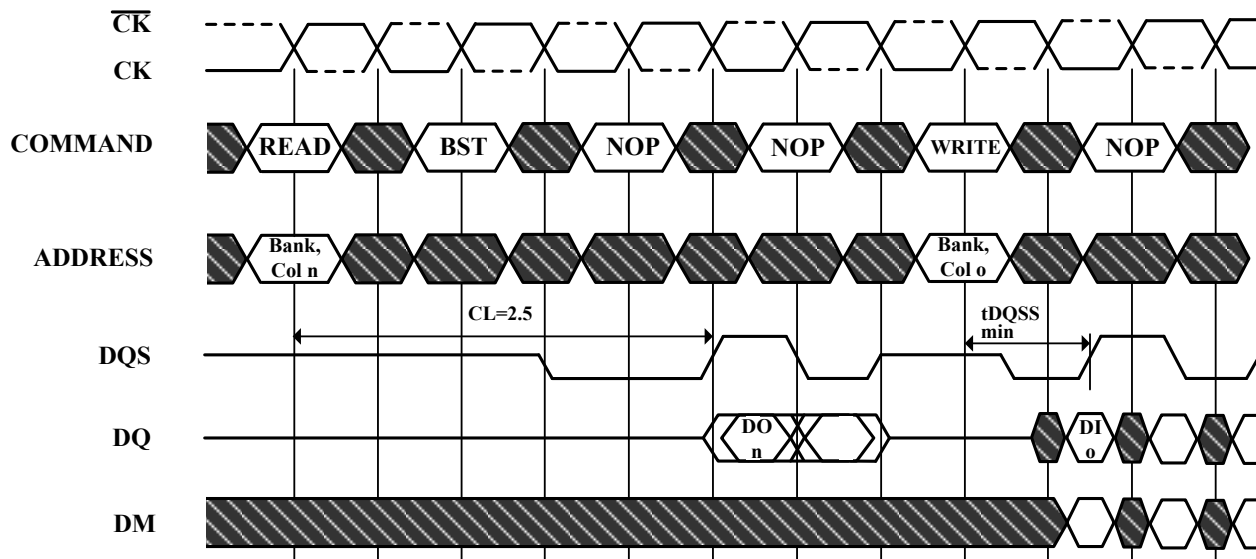 CK
CK
COMMAND READ BST NOP NOP WRITE NOP
ADDRESS Bank,
Col n
Bank,
Col o
CL=2.5
tDQSS
min
DQS
DQ DO
n
DI
o
DM